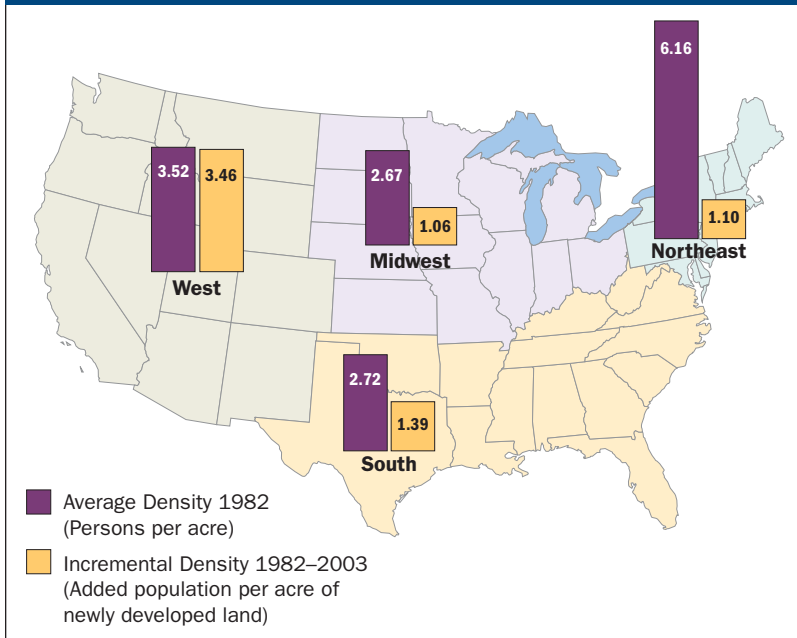 6.16
1.10
Northeast
3.52
3.46
West
2.67
1.06
Midwest
2.72
1.39
South
Average Density 1982
(Persons per acre)
Incremental Density 1982–2003
(Added population per acre of
newly developed land)